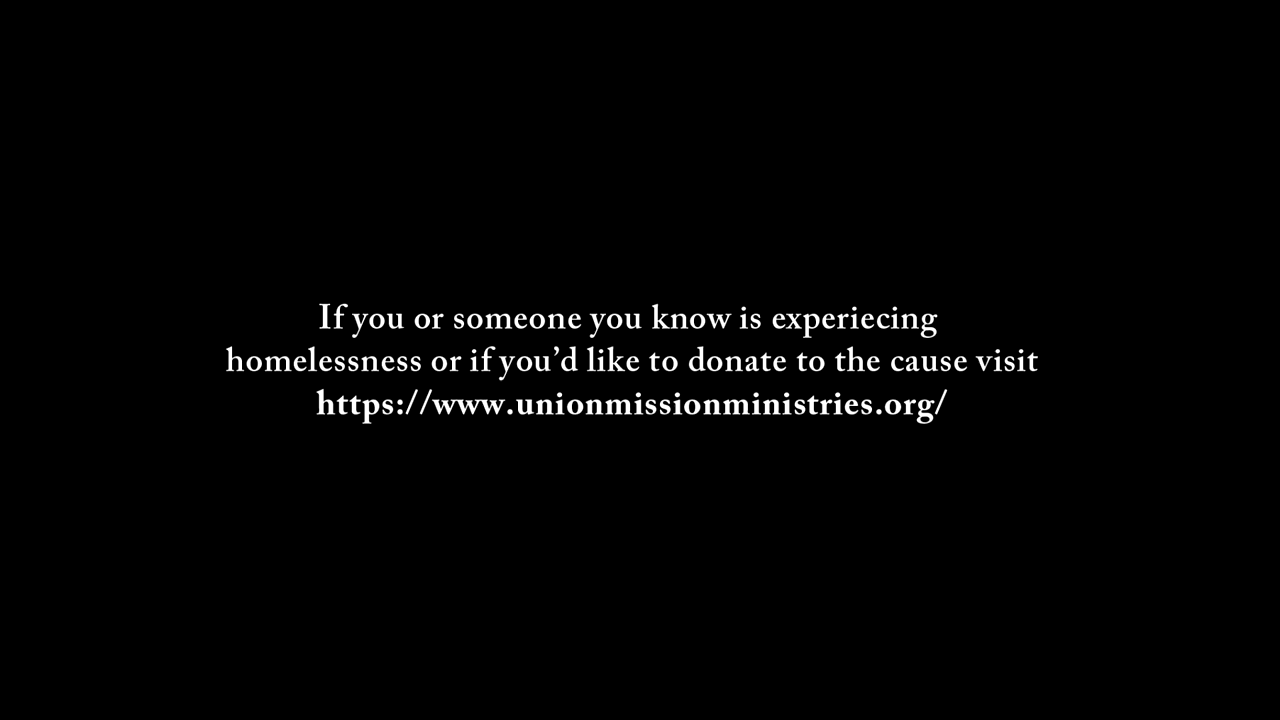 If you or someone you know is experiecing
homelessness or if you’d like to donate to the cause visit
https://www.unionmissionministries.org/